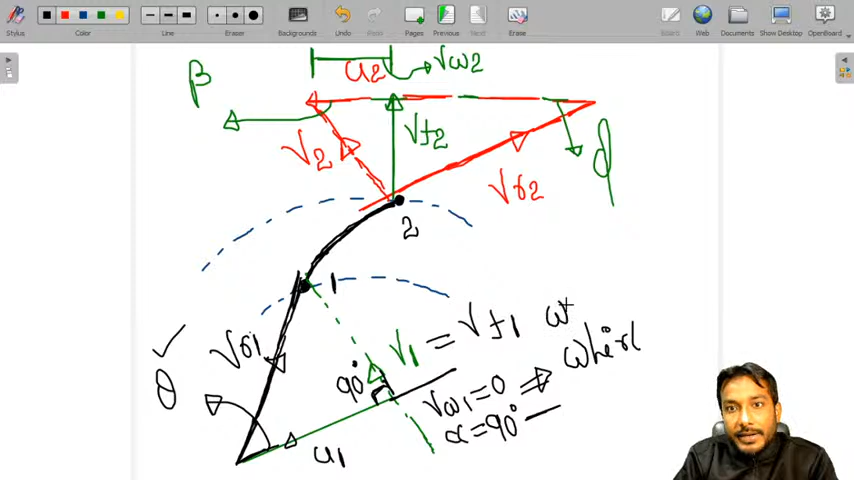 Stylus
Color
Line
Eraser
Backgrounds
Undo
Redo
Pages
Previous
Next
Erase
Board
Web
Documents
Show Desktop
OpenBoard
β
u2
Vw2
V2
Vf2
Vr2
2
1
Vr1
θ
90°
V1 = Vf1
Vw1=0 ⇒ whirl
α=90°
u1